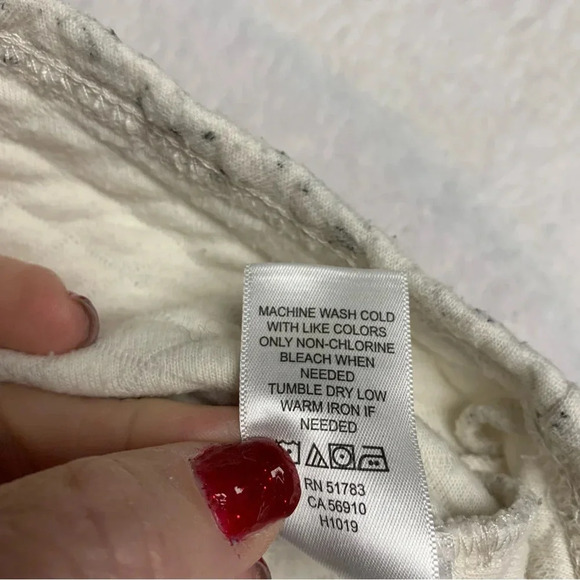 MACHINE WASH COLD
WITH LIKE COLORS
ONLY NON-CHLORINE
BLEACH WHEN
NEEDED
TUMBLE DRY LOW
WARM IRON IF
NEEDED
RN 51783
CA 56910
H1019